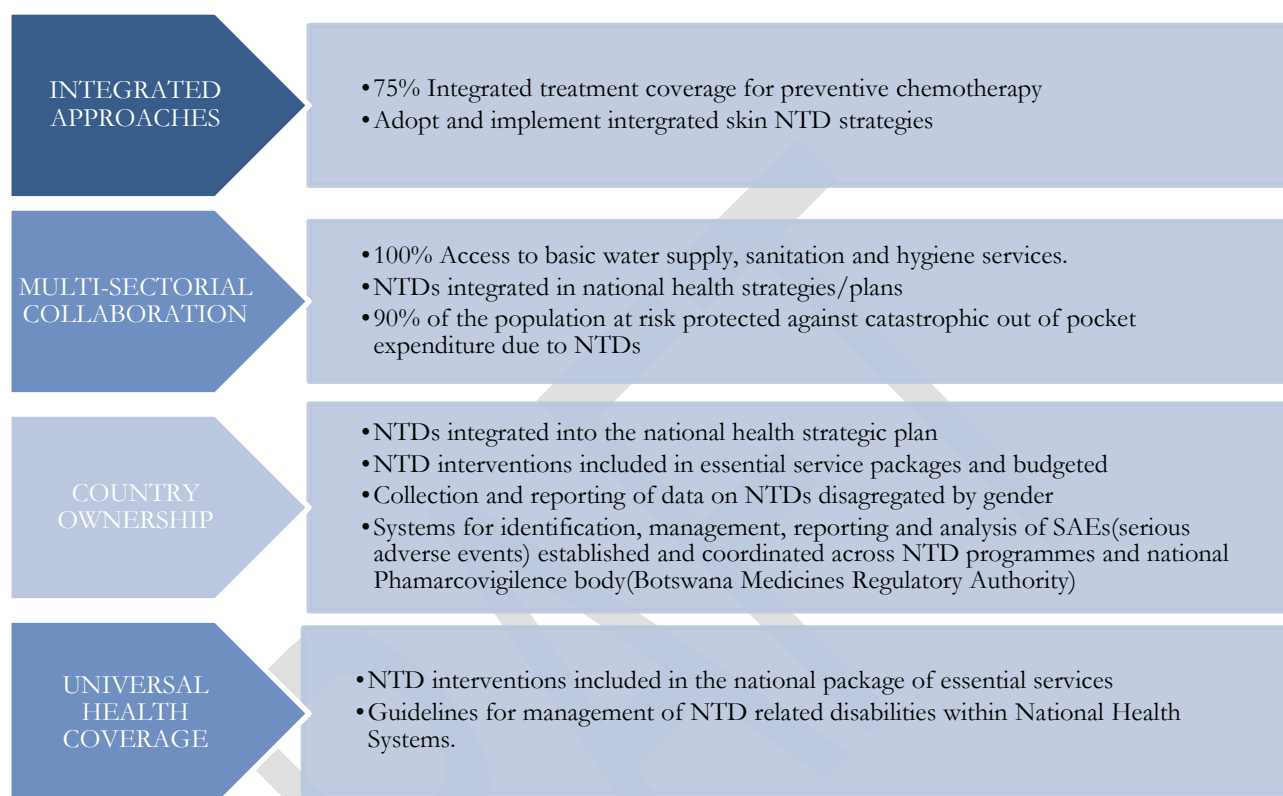 INTEGRATED
APPROACHES
•75% Integrated treatment coverage for preventive chemotherapy
•Adopt and implement intergrated skin NTD strategies
MULTI-SECTORIAL
COLLABORATION
•100% Access to basic water supply, sanitation and hygiene services.
•NTDs integrated in national health strategies/plans
•90% of the population at risk protected against catastrophic out of pocket
expenditure due to NTDs
COUNTRY
OWNERSHIP
•NTDs integrated into the national health strategic plan
•NTD interventions included in essential service packages and budgeted
•Collection and reporting of data on NTDs disagregated by gender
•Systems for identification, management, reporting and analysis of SAEs(serious
adverse events) established and coordinated across NTD programmes and national
Phamarcovigilence body(Botswana Medicines Regulatory Authority)
UNIVERSAL
HEALTH
COVERAGE
•NTD interventions included in the national package of essential services
•Guidelines for management of NTD related disabilities within National Health
Systems.